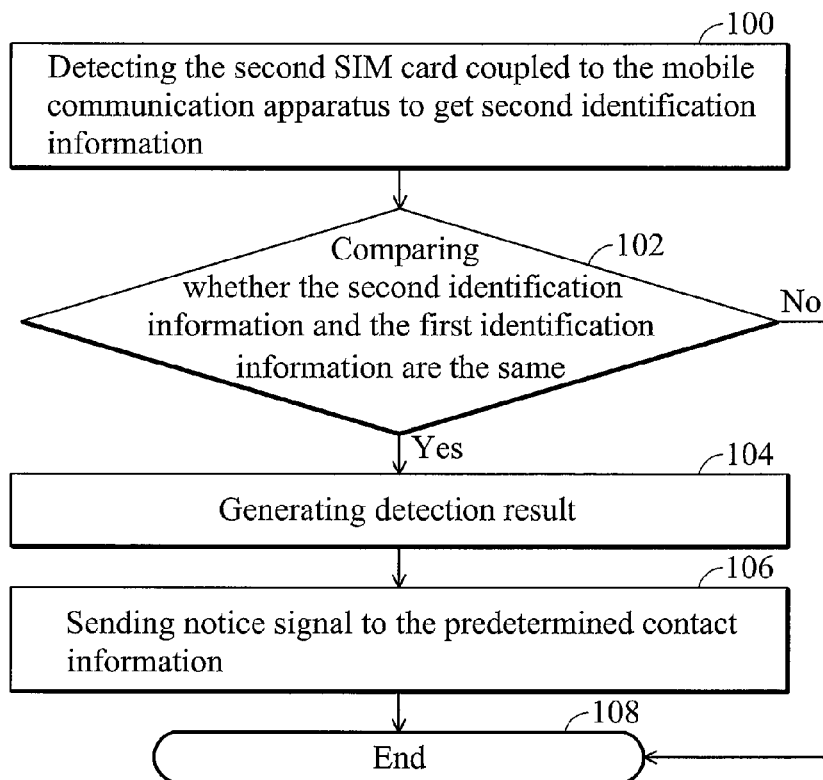 100
Detecting the second SIM card coupled to the mobile
communication apparatus to get second identification
information
102
Comparing
whether the second identification
information and the first identification
information are the same
No
Yes
104
Generating detection result
106
Sending notice signal to the predetermined contact
information
108
End